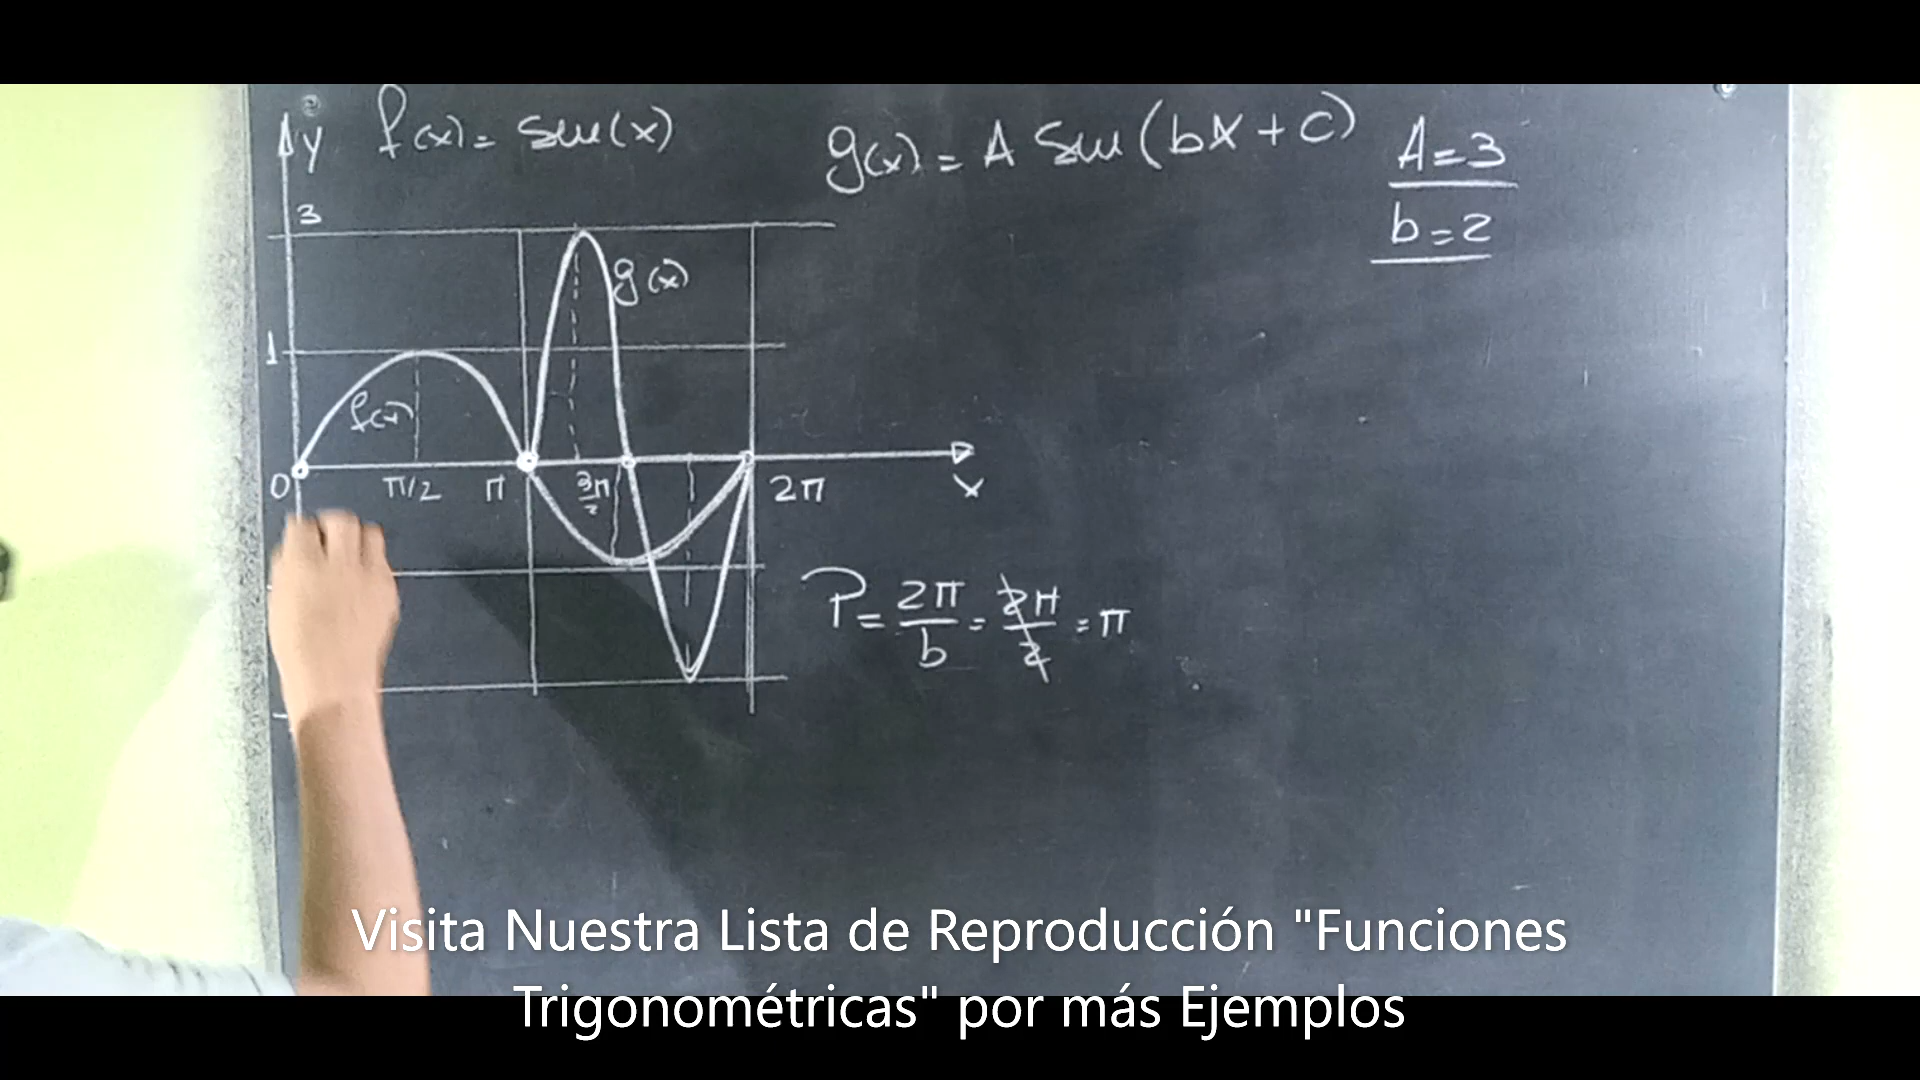 y f(x) = Sen(x)
g(x) = A Sen(bx + c)
A = 3
b = 2
3
g(x)
1
f(x)
0 π/2 π 3π/2 2π x
P = 2π/b = 2π/2 = π
Visita Nuestra Lista de Reproducción "Funciones
Trigonométricas" por más Ejemplos